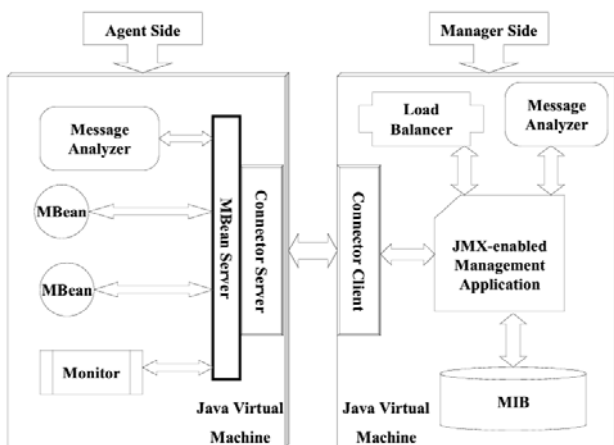 Agent Side
Manager Side
Message
Analyzer
MBean
MBean
Monitor
MBean Server
Connector Server
Java Virtual
Machine
Connector Client
Load
Balancer
Message
Analyzer
JMX-enabled
Management
Application
MIB
Java Virtual
Machine